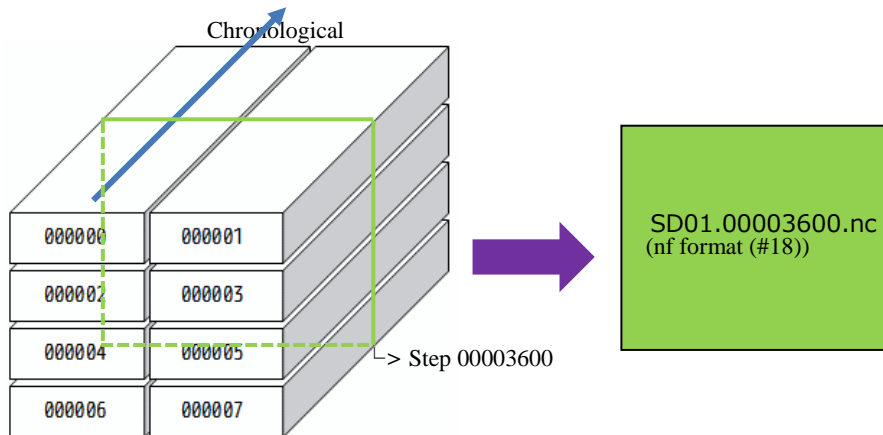 Chronological
000000 000001
000002 000003
000004 000005
000006 000007
-> Step 00003600
SD01.00003600.nc
(nf format (#18))